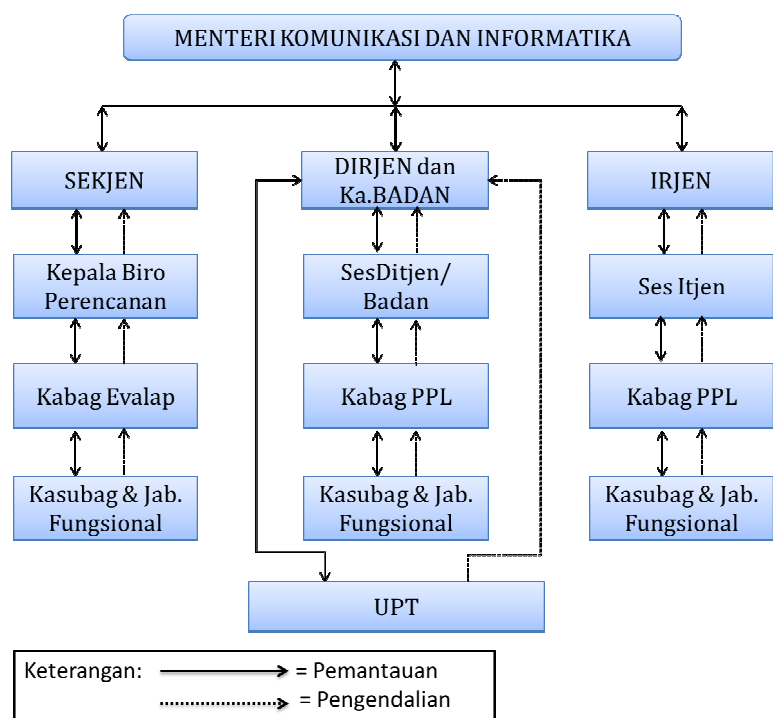 MENTERI KOMUNIKASI DAN INFORMATIKA
SEKJEN
DIRJEN dan
Ka.BADAN
IRJEN
Kepala Biro
Perencanan
SesDitjen/
Badan
Ses Itjen
Kabag Evalap
Kabag PPL
Kabag PPL
Kasubag & Jab.
Fungsional
Kasubag & Jab.
Fungsional
Kasubag & Jab.
Fungsional
UPT
Keterangan: = Pemantauan
= Pengendalian